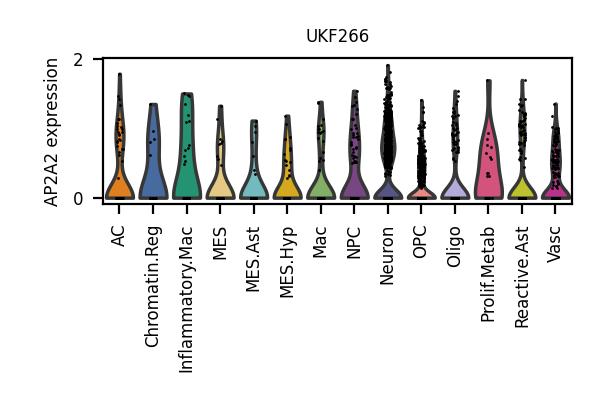 UKF266
AP2A2 expression
2
0
AC
Chromatin.Reg
Inflammatory.Mac
MES
MES.Ast
MES.Hyp
Mac
NPC
Neuron
OPC
Oligo
Prolif.Metab
Reactive.Ast
Vasc